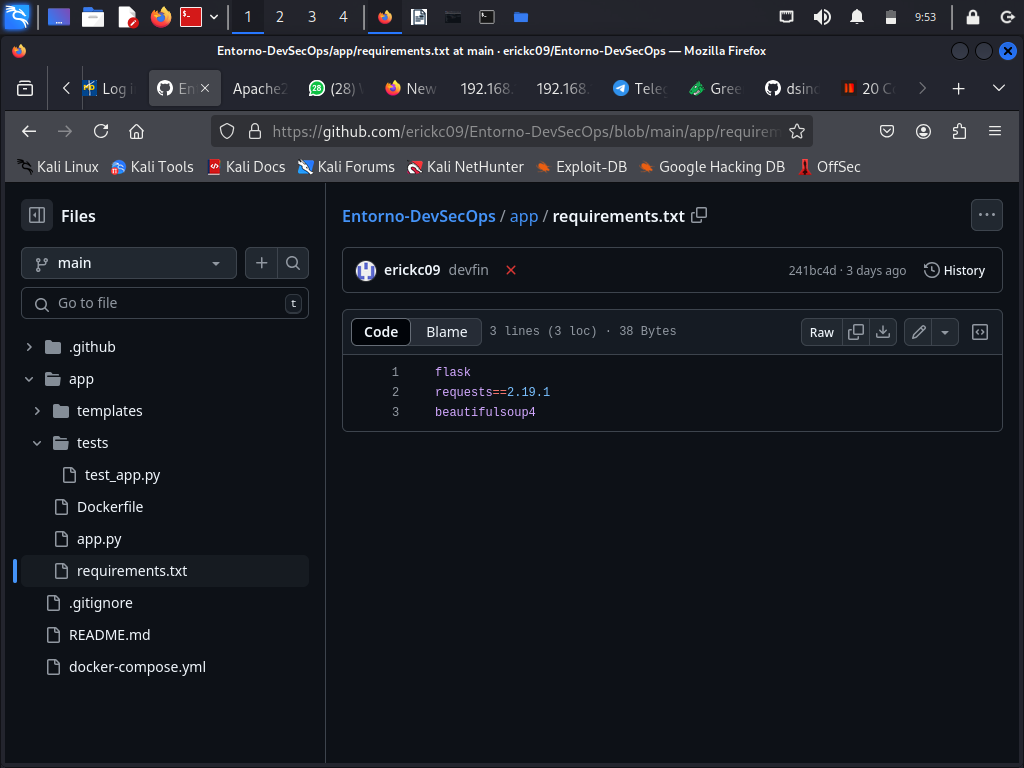 1 2 3 4 9:53
Entorno-DevSecOps/app/requirements.txt at main · erickc09/Entorno-DevSecOps — Mozilla Firefox
Log i En Apache2 (28) New 192.168. 192.168. Tele Gree dsin 20 C
https://github.com/erickc09/Entorno-DevSecOps/blob/main/app/requirem
Kali Linux Kali Tools Kali Docs Kali Forums Kali NetHunter Exploit-DB Google Hacking DB OffSec
Files
main
Go to file t
.github
app
templates
tests
test_app.py
Dockerfile
app.py
requirements.txt
.gitignore
README.md
docker-compose.yml
Entorno-DevSecOps / app / requirements.txt
erickc09 devfin 241bc4d · 3 days ago History
Code Blame 3 lines (3 loc) · 38 Bytes Raw
1 flask
2 requests==2.19.1
3 beautifulsoup4